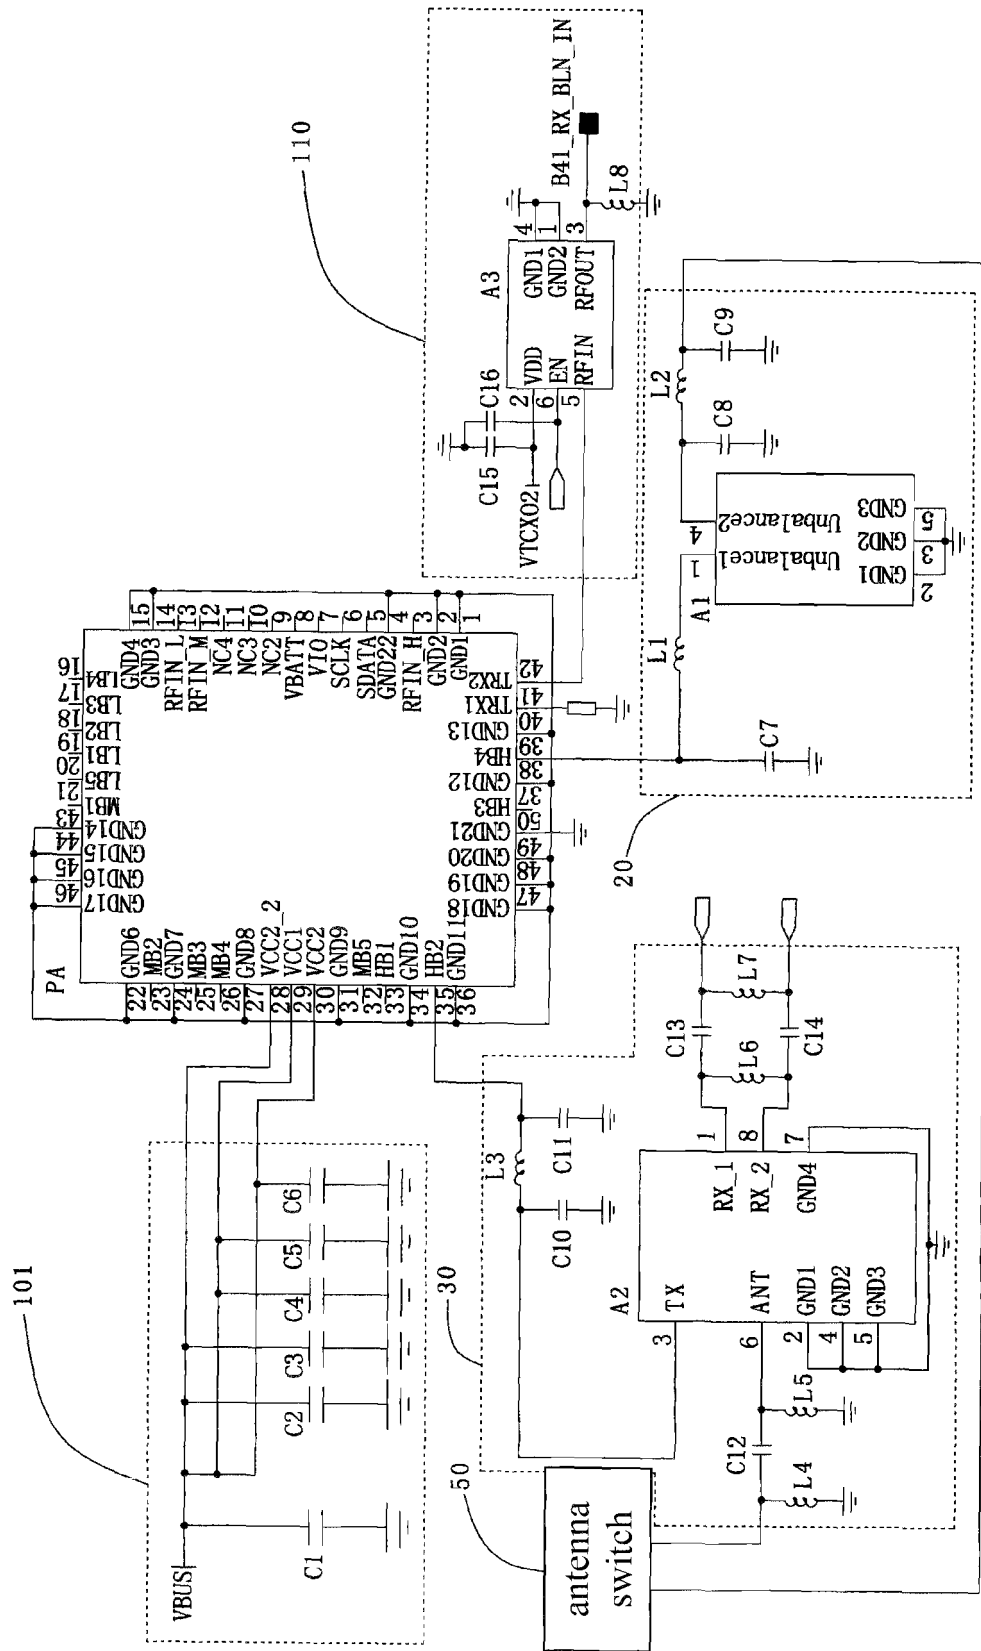 101
VBUS
C1
C2
C3
C4
C5
C6
PA
22
23
24
25
26
27
28
29
30
31
32
33
34
35
36
GND6
MB2
GND7
MB3
MB4
GND8
VCC2_2
VCC1
VCC2
GND9
MB5
HB1
GND10
HB2
GND11
46
45
44
43
21
20
19
18
17
16
GND17
GND16
GND15
GND14
MB1
LB5
LB1
LB2
LB3
LB4
GND4
GND3
RFIN_L
RFIN_M
NC4
NC3
NC2
VBATT
VIO
SCLK
SDATA
GND22
RFIN_H
GND2
GND1
15
14
13
12
11
10
9
8
7
6
5
4
3
2
1
GND18
GND19
GND20
GND21
HB3
GND12
HB4
GND13
TRX1
TRX2
47
48
49
50
37
38
39
40
41
42
110
A3
VTCXO2
C15
C16
2
6
5
VDD
EN
RFIN
GND1
GND2
RFOUT
4
1
3
B41_RX_BLN_IN
L8
20
C7
L1
A1
1
4
Unbalance1
Unbalance2
GND1
GND2
GND3
2
3
5
C8
L2
C9
30
L3
C10
C11
A2
3
6
2
4
5
TX
ANT
GND1
GND2
GND3
RX_1
RX_2
GND4
1
8
7
C13
L6
L7
C14
L4
C12
L5
50
antenna
switch